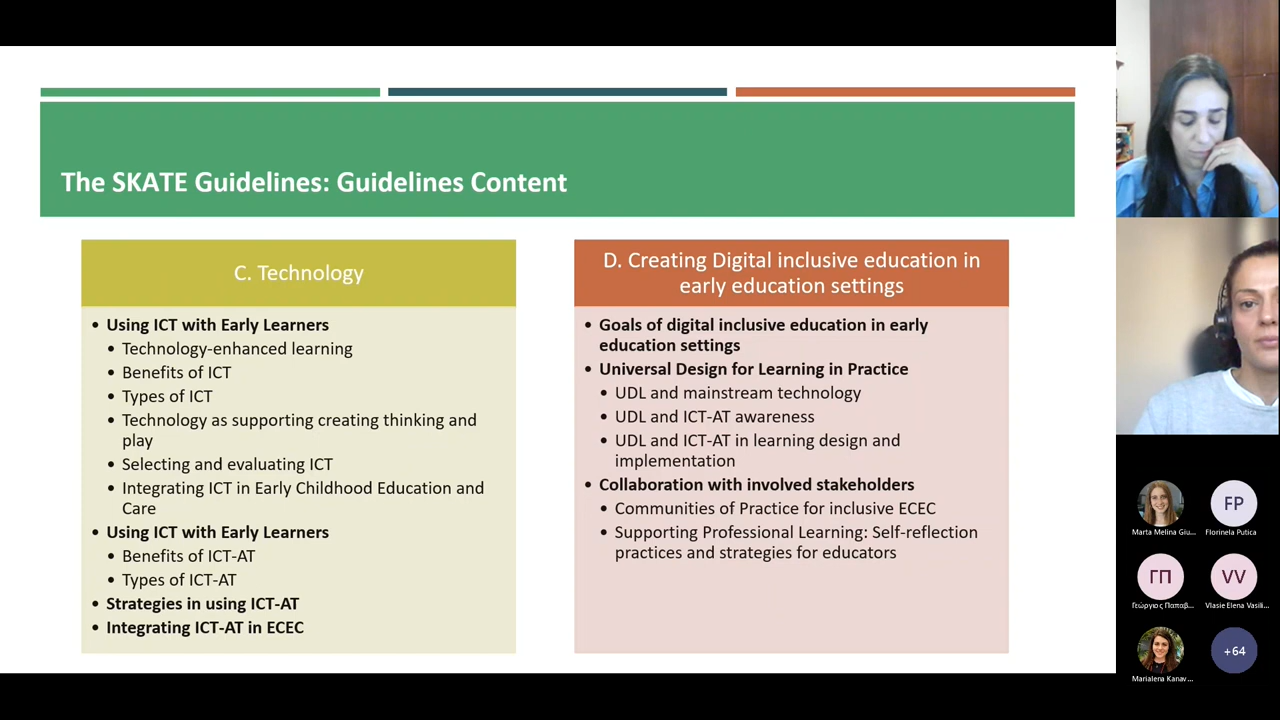 The SKATE Guidelines: Guidelines Content
C. Technology
• Using ICT with Early Learners
• Technology-enhanced learning
• Benefits of ICT
• Types of ICT
• Technology as supporting creating thinking and
play
• Selecting and evaluating ICT
• Integrating ICT in Early Childhood Education and
Care
• Using ICT with Early Learners
• Benefits of ICT-AT
• Types of ICT-AT
• Strategies in using ICT-AT
• Integrating ICT-AT in ECEC
D. Creating Digital inclusive education in
early education settings
• Goals of digital inclusive education in early
education settings
• Universal Design for Learning in Practice
• UDL and mainstream technology
• UDL and ICT-AT awareness
• UDL and ICT-AT in learning design and
implementation
• Collaboration with involved stakeholders
• Communities of Practice for inclusive ECEC
• Supporting Professional Learning: Self-reflection
practices and strategies for educators
Marta Melina Giu...
FP
Florinela Putica
ΓΠ
Γεώργιος Παπαβ...
VV
Vlasie Elena Vasili...
Marialena Kanav...
+64